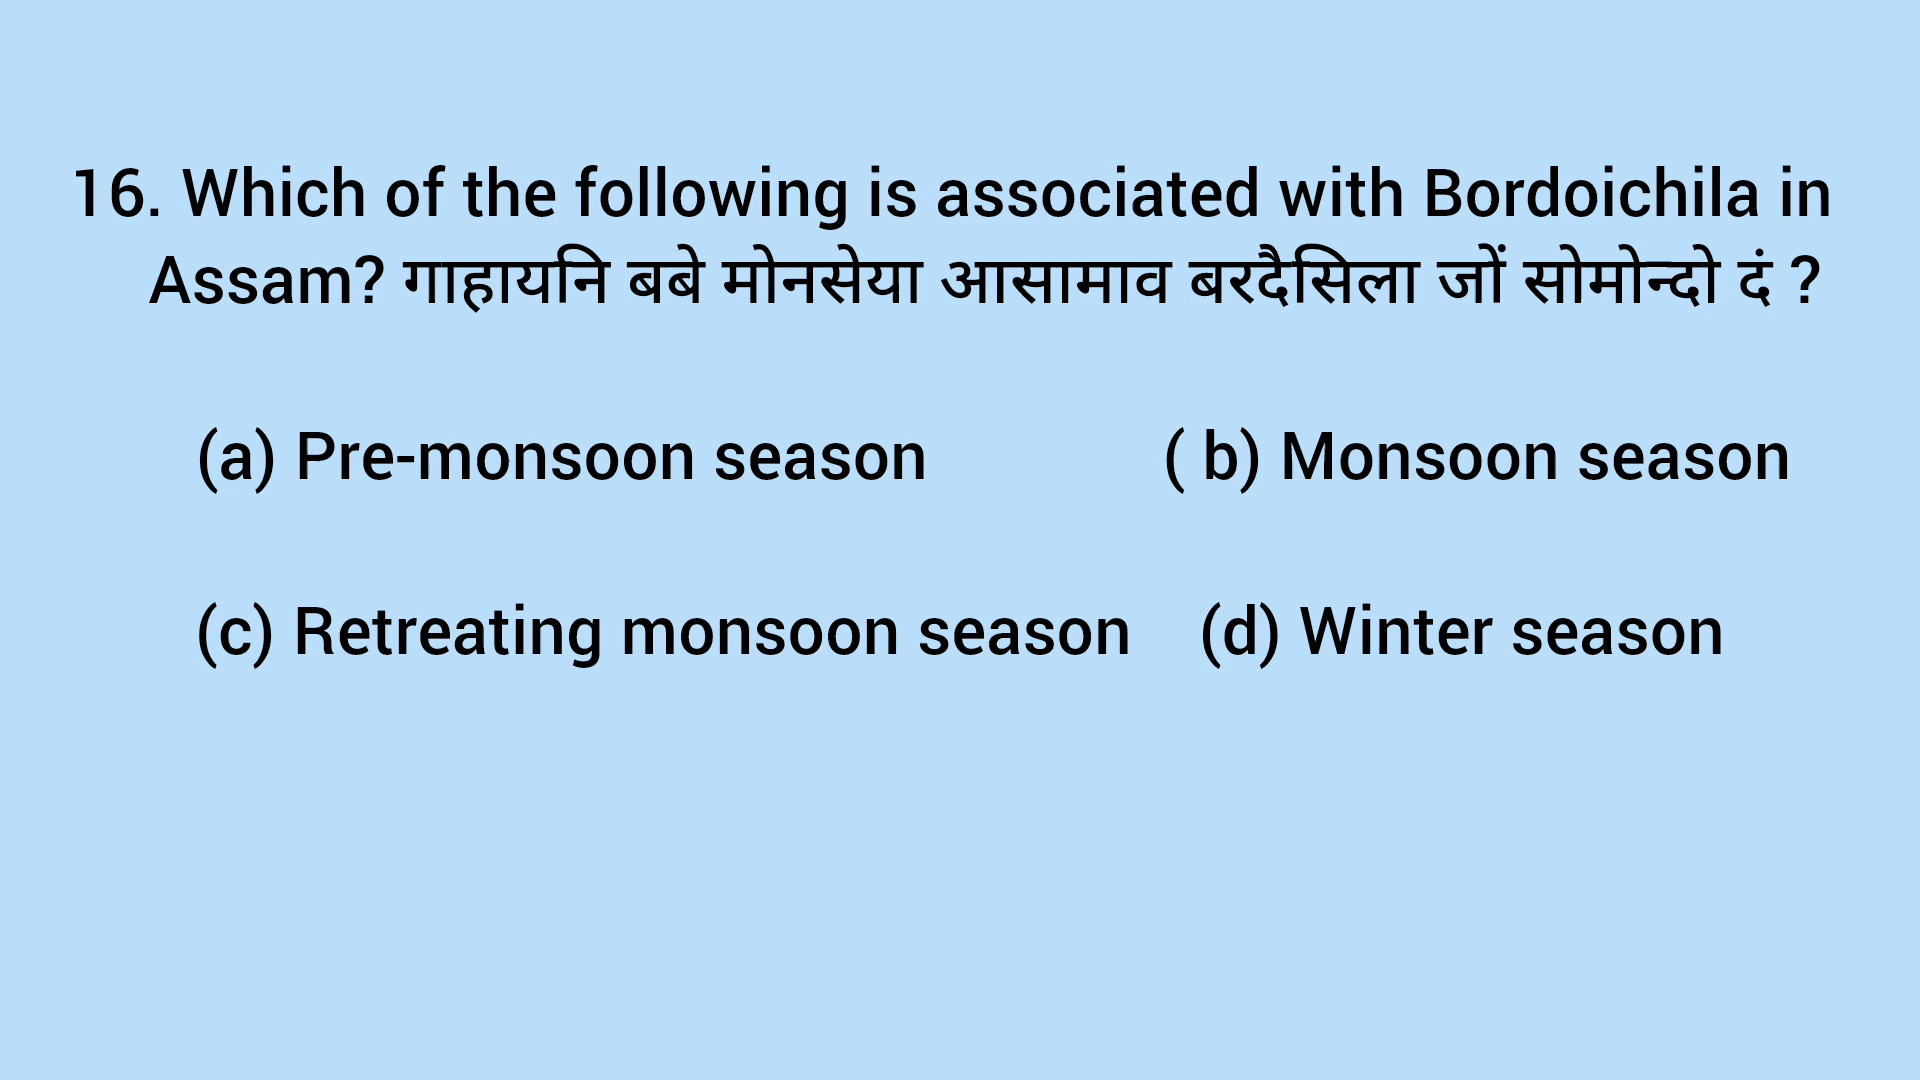 16. Which of the following is associated with Bordoichila in
Assam? गाहायनि बबे मोनसेया आसामाव बरदैसिला जों सोमोन्दो दं ?
(a) Pre-monsoon season ( b) Monsoon season
(c) Retreating monsoon season (d) Winter season